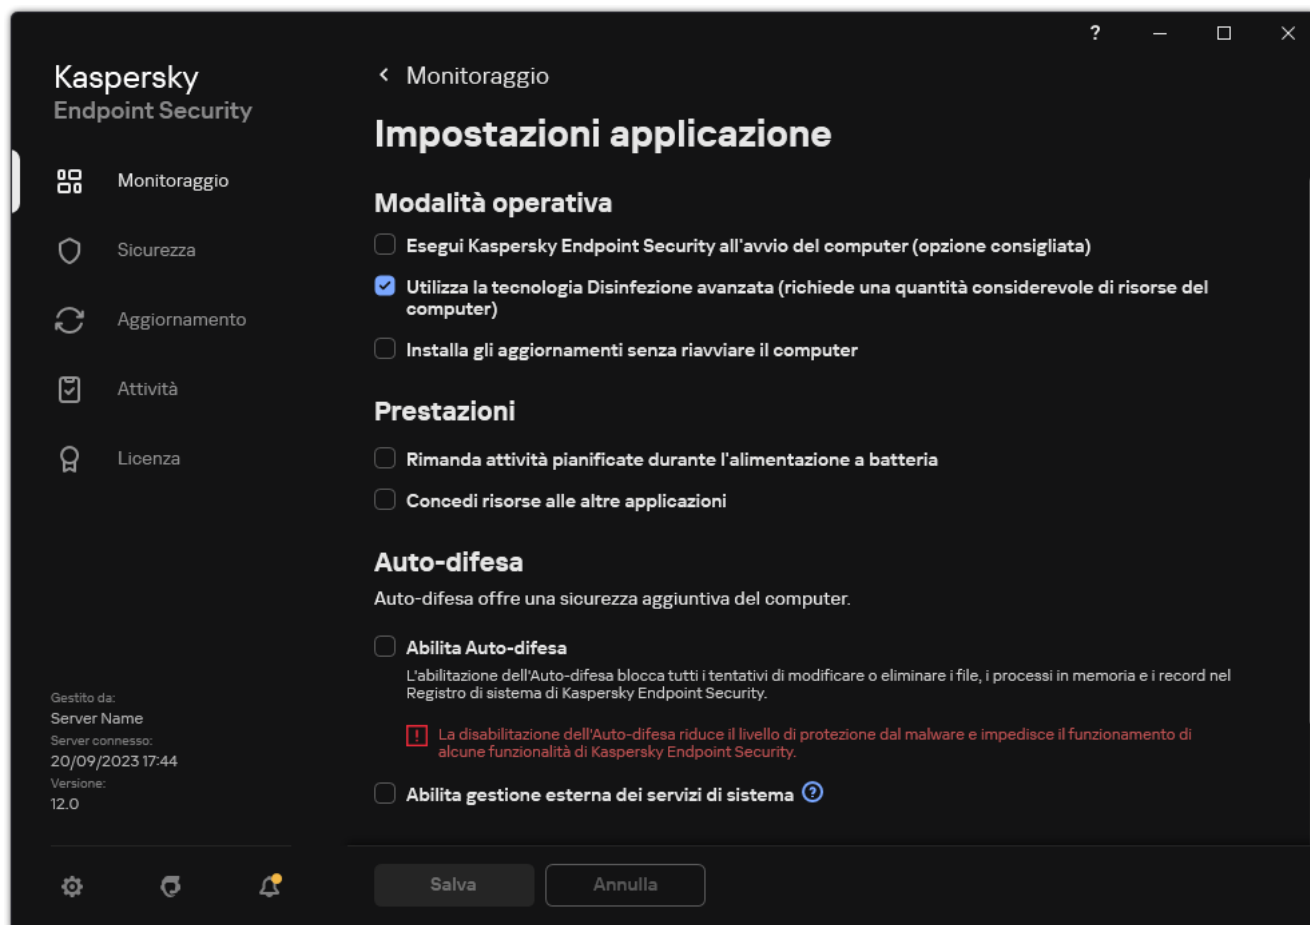 ?
Kaspersky
Endpoint Security
Monitoraggio
Sicurezza
Aggiornamento
Attività
Licenza
Gestito da:
Server Name
Server connesso:
20/09/2023 17:44
Versione:
12.0
Monitoraggio
Impostazioni applicazione
Modalità operativa
Esegui Kaspersky Endpoint Security all'avvio del computer (opzione consigliata)
Utilizza la tecnologia Disinfezione avanzata (richiede una quantità considerevole di risorse del
computer)
Installa gli aggiornamenti senza riavviare il computer
Prestazioni
Rimanda attività pianificate durante l'alimentazione a batteria
Concedi risorse alle altre applicazioni
Auto-difesa
Auto-difesa offre una sicurezza aggiuntiva del computer.
Abilita Auto-difesa
L'abilitazione dell'Auto-difesa blocca tutti i tentativi di modificare o eliminare i file, i processi in memoria e i record nel
Registro di sistema di Kaspersky Endpoint Security.
La disabilitazione dell'Auto-difesa riduce il livello di protezione dal malware e impedisce il funzionamento di
alcune funzionalità di Kaspersky Endpoint Security.
Abilita gestione esterna dei servizi di sistema ?
Salva
Annulla